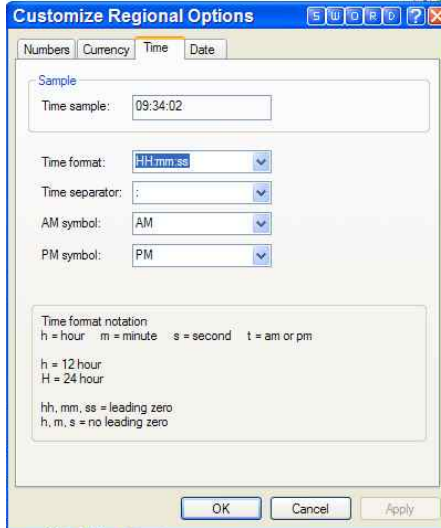 Customize Regional Options S W O R D ? X
Numbers Currency Time Date
Sample
Time sample: 09:34:02
Time format: HH:mm:ss
Time separator: :
AM symbol: AM
PM symbol: PM
Time format notation
h = hour m = minute s = second t = am or pm
h = 12 hour
H = 24 hour
hh, mm, ss = leading zero
h, m, s = no leading zero
OK Cancel Apply